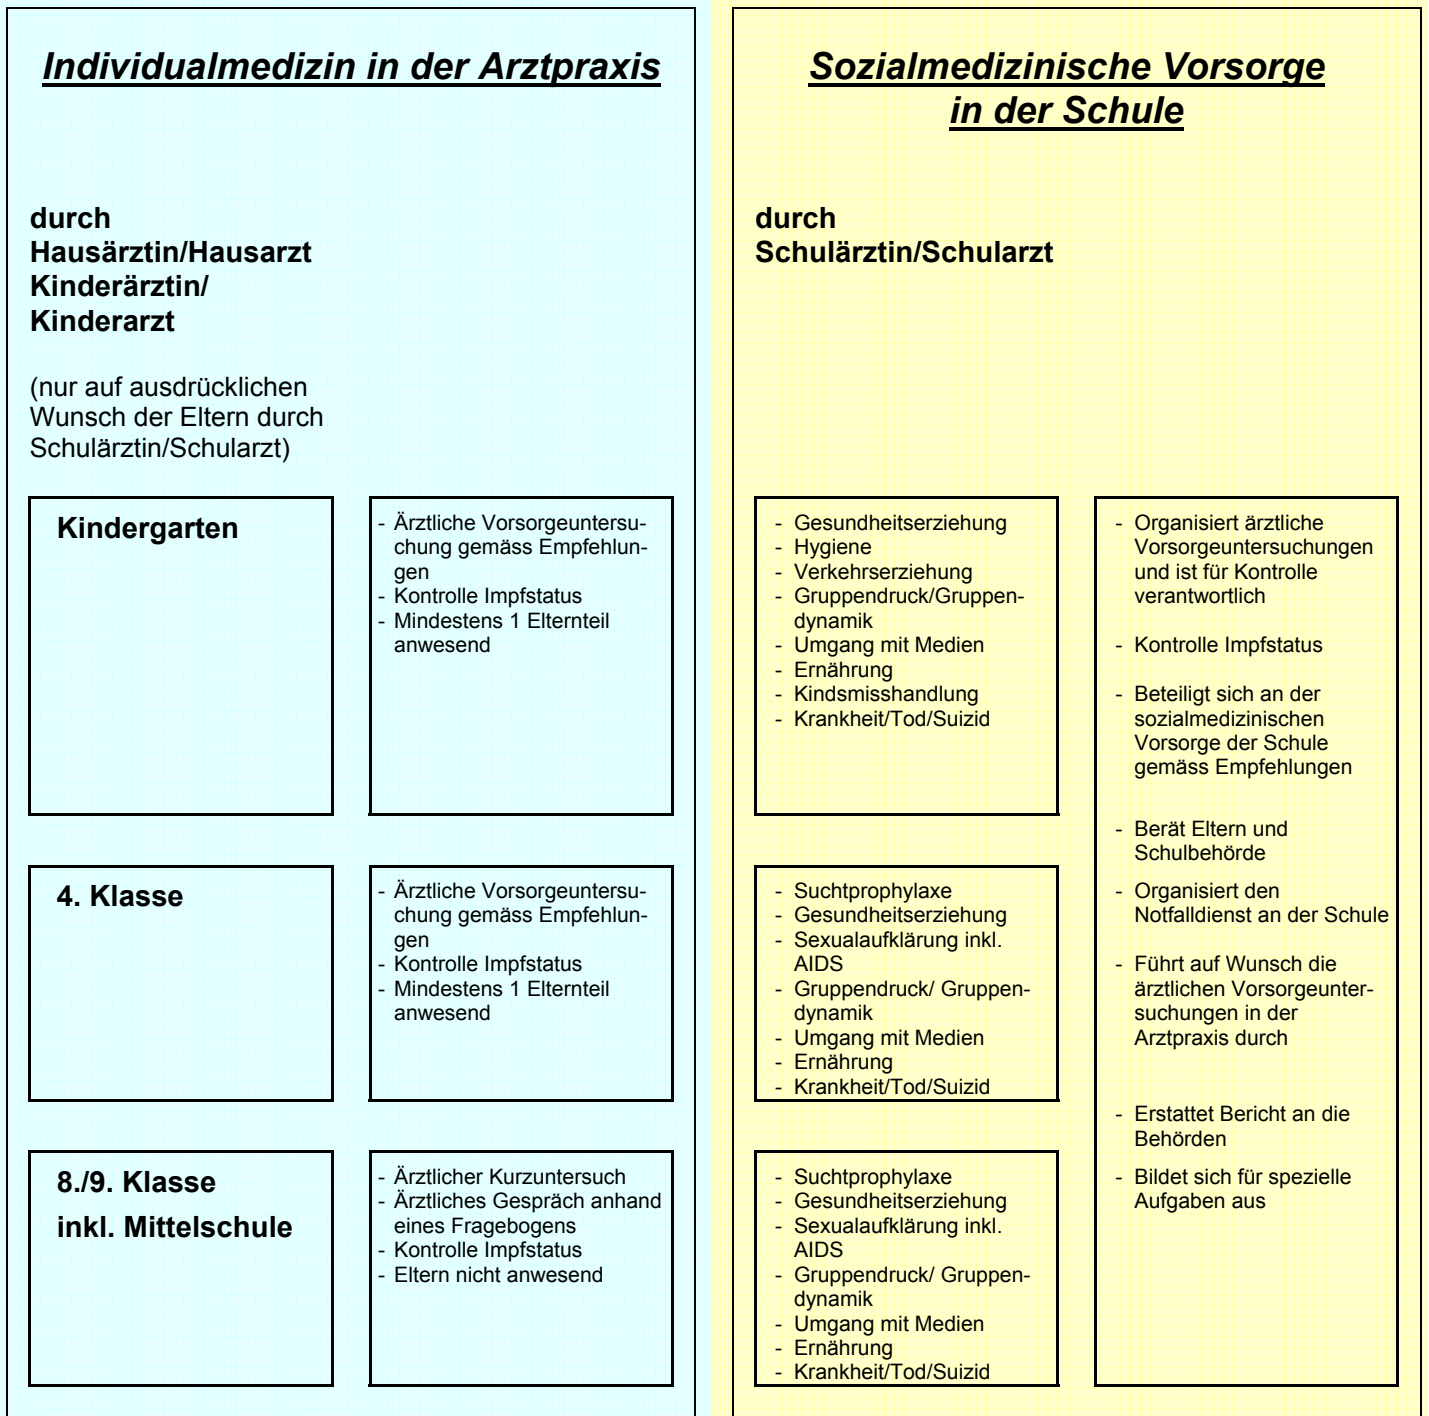 Individualmedizin in der Arztpraxis
durch
Hausärztin/Hausarzt
Kinderärztin/
Kinderarzt
(nur auf ausdrücklichen
Wunsch der Eltern durch
Schulärztin/Schularzt)
Kindergarten
- Ärztliche Vorsorgeuntersu-
chung gemäss Empfehlun-
gen
- Kontrolle Impfstatus
- Mindestens 1 Elternteil
anwesend
4. Klasse
- Ärztliche Vorsorgeuntersu-
chung gemäss Empfehlun-
gen
- Kontrolle Impfstatus
- Mindestens 1 Elternteil
anwesend
8./9. Klasse
inkl. Mittelschule
- Ärztlicher Kurzuntersuch
- Ärztliches Gespräch anhand
eines Fragebogens
- Kontrolle Impfstatus
- Eltern nicht anwesend
Sozialmedizinische Vorsorge
in der Schule
durch
Schulärztin/Schularzt
- Gesundheitserziehung
- Hygiene
- Verkehrserziehung
- Gruppendruck/Gruppen-
dynamik
- Umgang mit Medien
- Ernährung
- Kindsmisshandlung
- Krankheit/Tod/Suizid
- Suchtprophylaxe
- Gesundheitserziehung
- Sexualaufklärung inkl.
AIDS
- Gruppendruck/ Gruppen-
dynamik
- Umgang mit Medien
- Ernährung
- Krankheit/Tod/Suizid
- Suchtprophylaxe
- Gesundheitserziehung
- Sexualaufklärung inkl.
AIDS
- Gruppendruck/ Gruppen-
dynamik
- Umgang mit Medien
- Ernährung
- Krankheit/Tod/Suizid
- Organisiert ärztliche
Vorsorgeuntersuchungen
und ist für Kontrolle
verantwortlich
- Kontrolle Impfstatus
- Beteiligt sich an der
sozialmedizinischen
Vorsorge der Schule
gemäss Empfehlungen
- Berät Eltern und
Schulbehörde
- Organisiert den
Notfalldienst an der Schule
- Führt auf Wunsch die
ärztlichen Vorsorgeunter-
suchungen in der
Arztpraxis durch
- Erstattet Bericht an die
Behörden
- Bildet sich für spezielle
Aufgaben aus